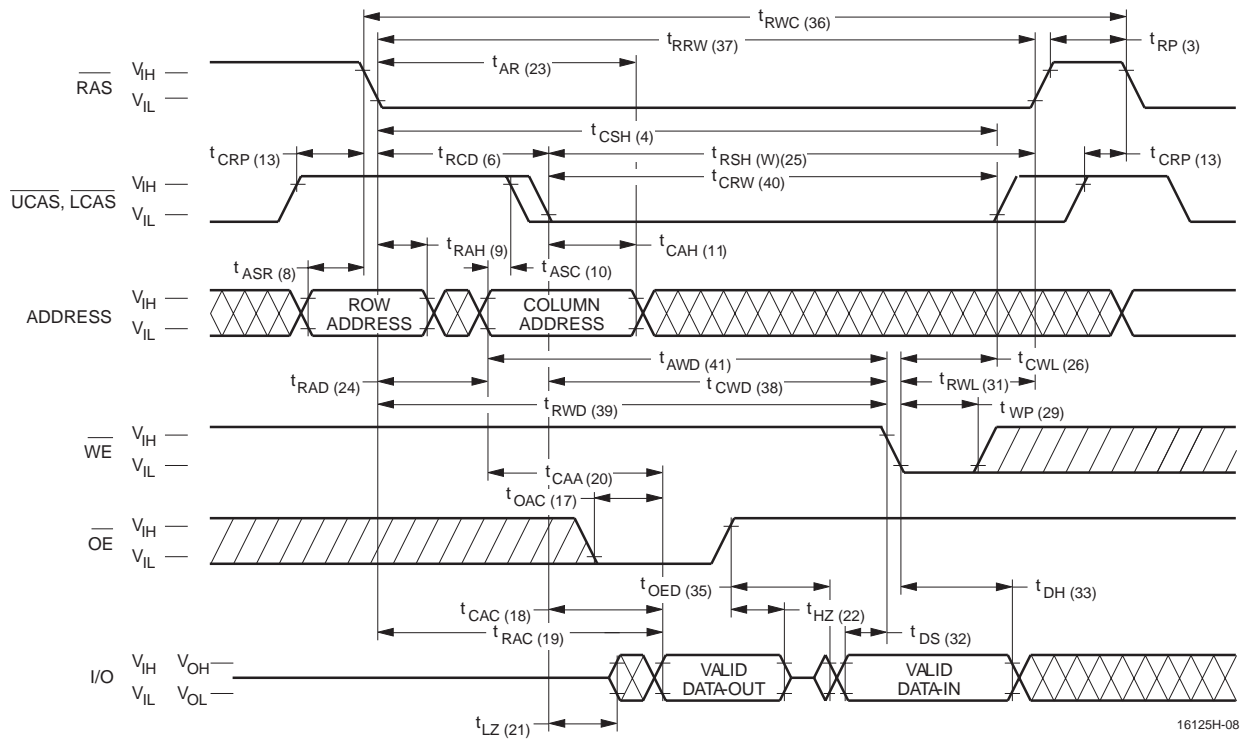 tRWC (36)
tRRW (37)
tRP (3)
tAR (23)
RAS
VIH
VIL
tCSH (4)
tCRP (13)
tRCD (6)
tRSH (W)(25)
tCRP (13)
tCRW (40)
UCAS, LCAS
VIH
VIL
tRAH (9)
tCAH (11)
tASR (8)
tASC (10)
ADDRESS
VIH
VIL
ROW
ADDRESS
COLUMN
ADDRESS
tAWD (41)
tCWL (26)
tRAD (24)
tCWD (38)
tRWL (31)
tRWD (39)
tWP (29)
WE
VIH
VIL
tCAA (20)
tOAC (17)
OE
VIH
VIL
tOED (35)
tDH (33)
tCAC (18)
tHZ (22)
tRAC (19)
tDS (32)
I/O
VIH VOH
VIL VOL
VALID
DATA-OUT
VALID
DATA-IN
tLZ (21)
16125H-08